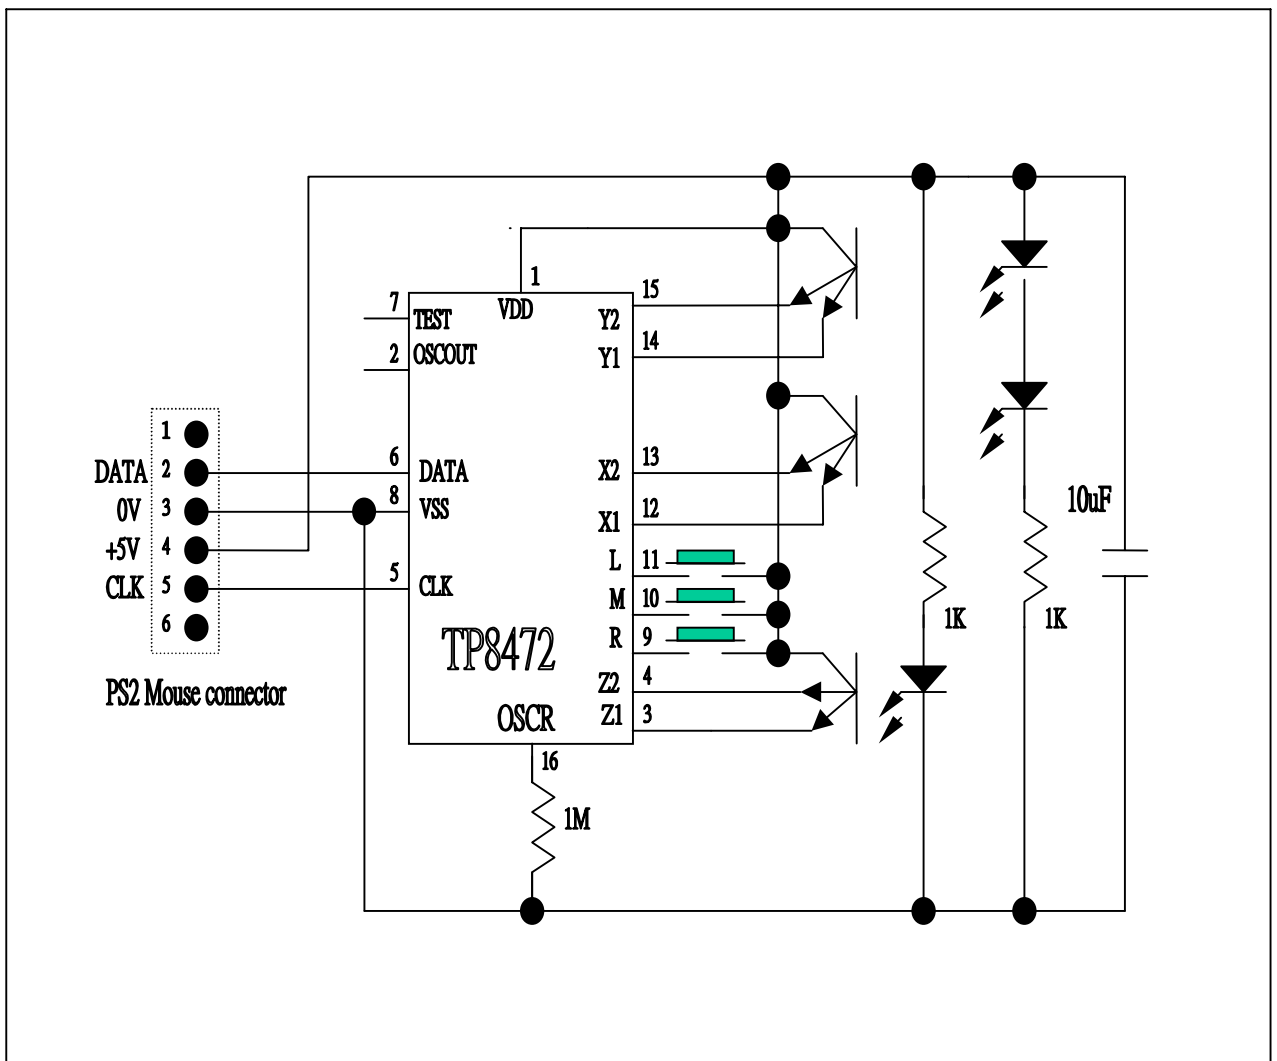 1
VDD
7
TEST
2
OSCOUT
15
Y2
14
Y1
1
DATA 2
0V 3
+5V 4
CLK 5
6
PS2 Mouse connector
6
DATA
8
VSS
5
CLK
13
X2
12
X1
L 11
M 10
R 9
Z2 4
Z1 3
TP8472
OSCR
16
1M
1K
1K
10uF